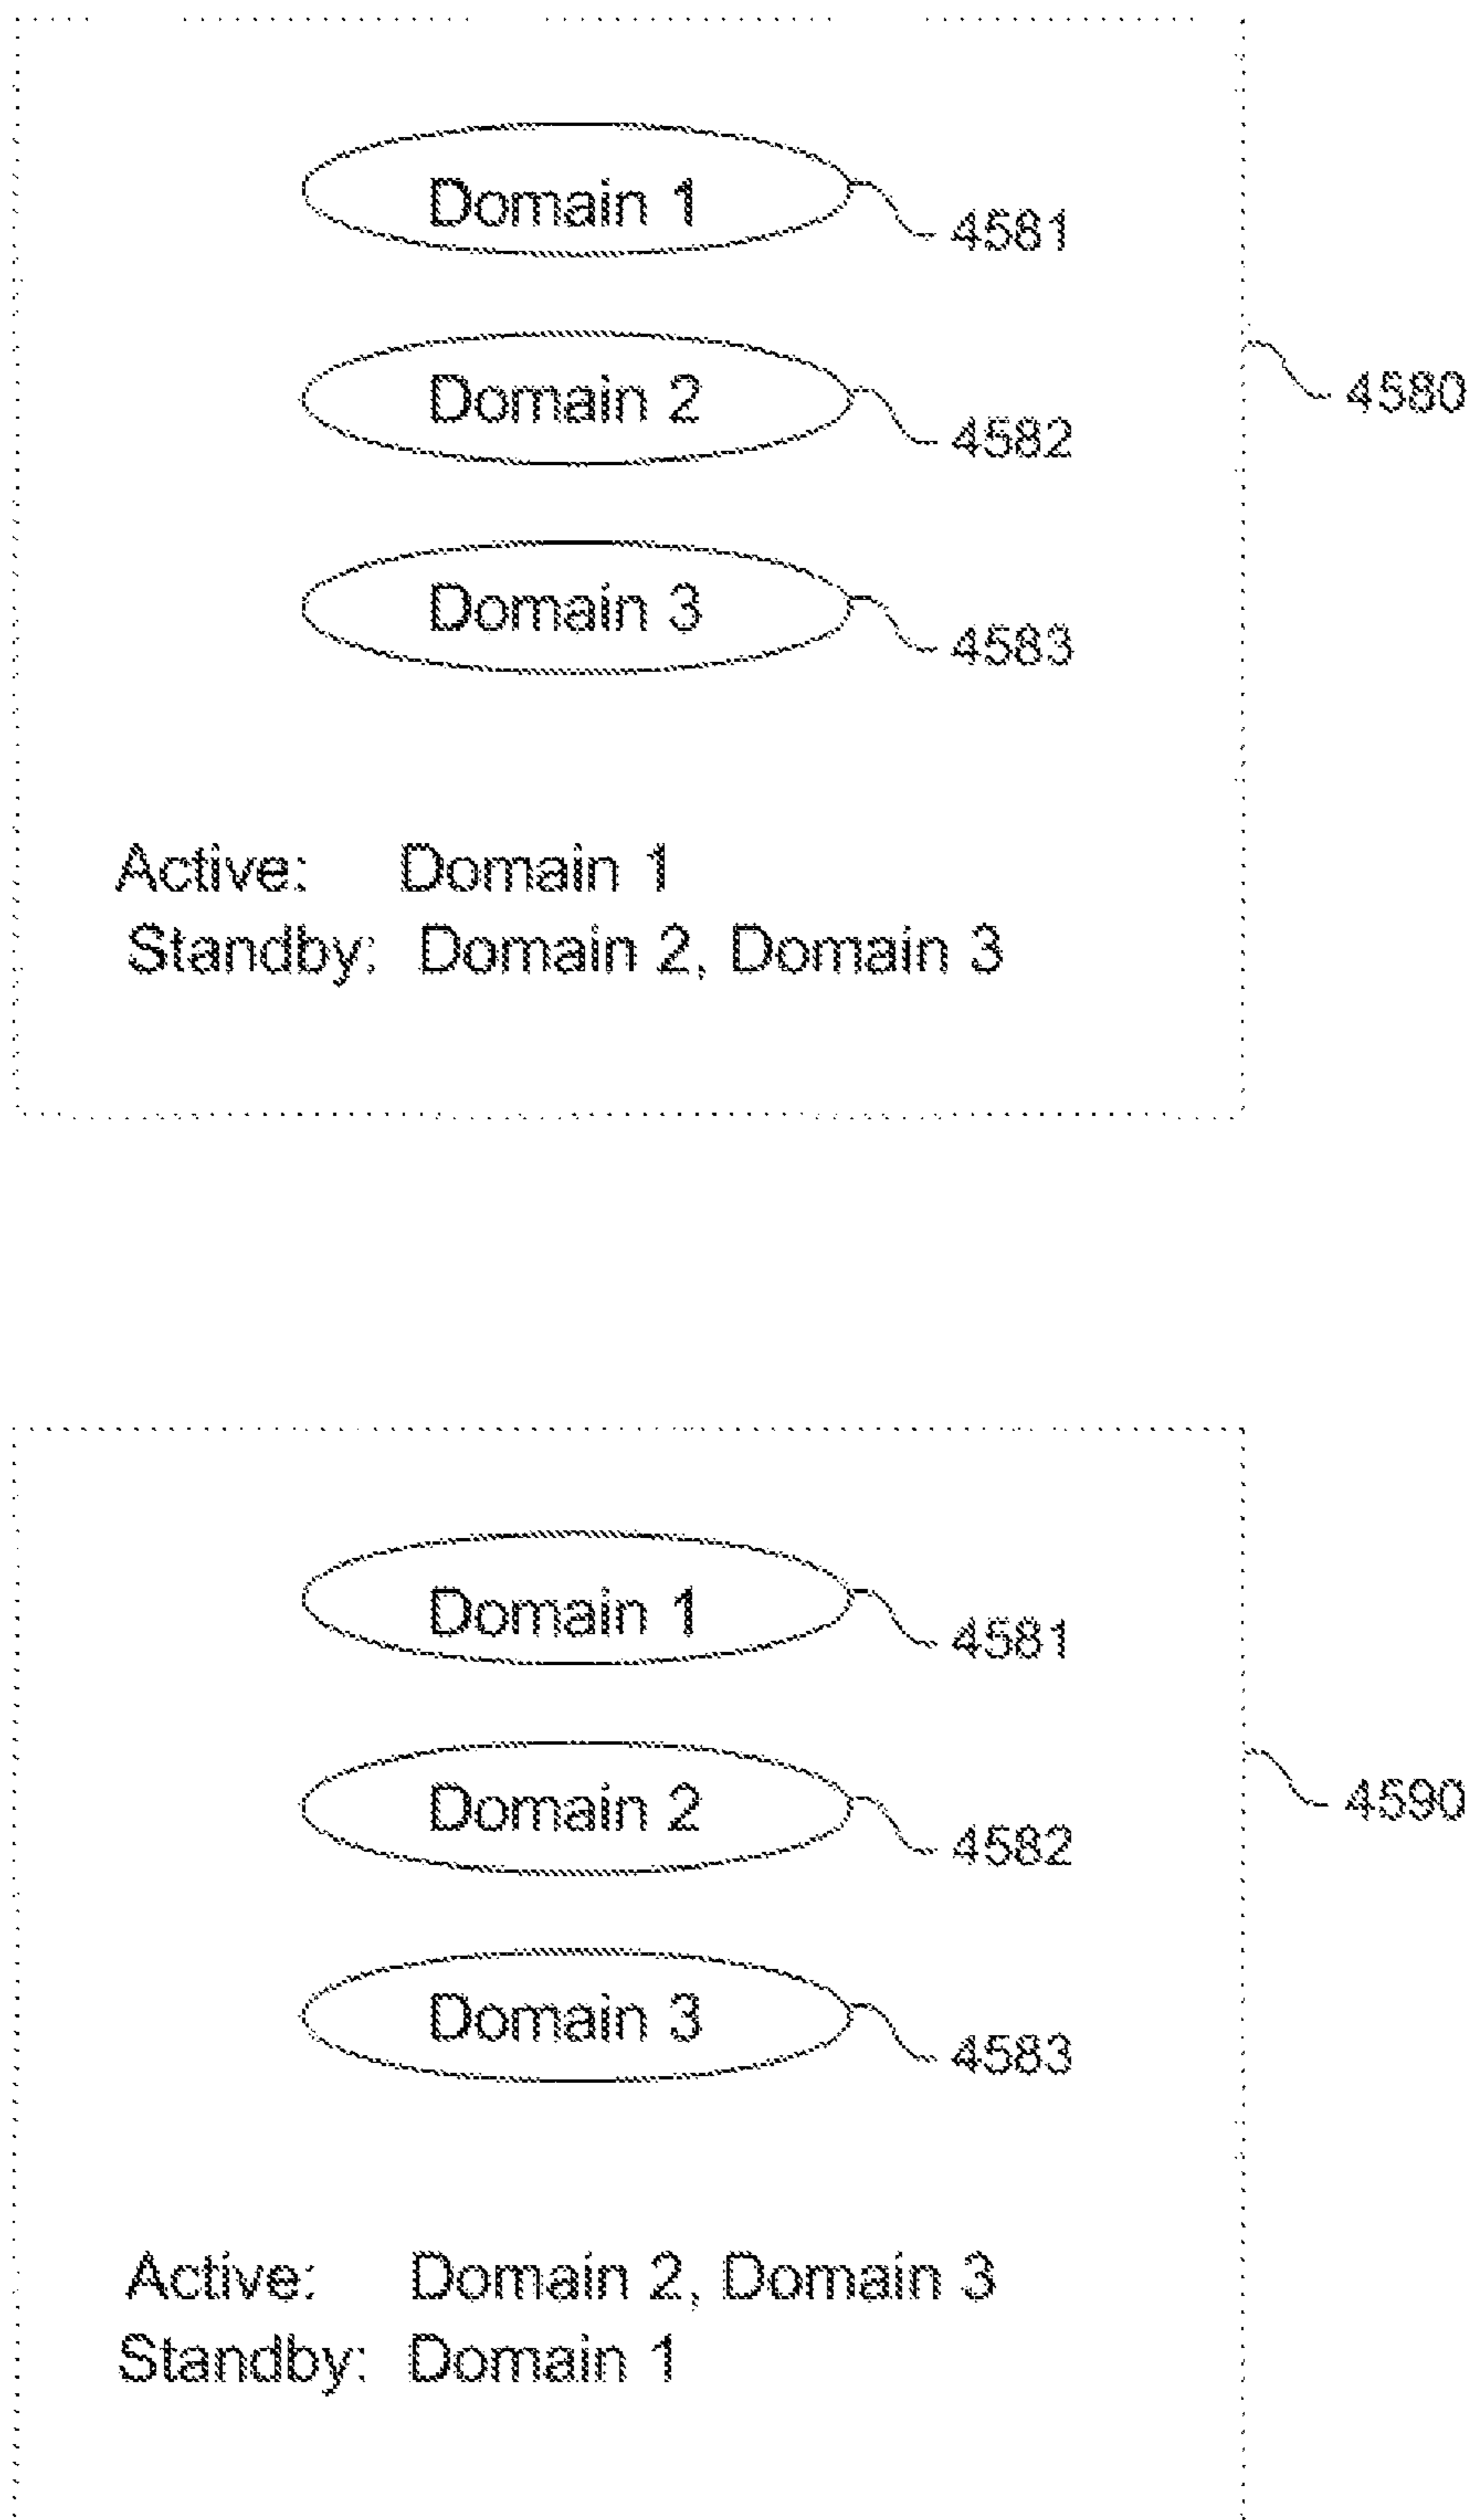 Domain 1
4581
Domain 2
4580
4582
Domain 3
4583
Active: Domain 1
Standby: Domain 2, Domain 3
Domain 1
4581
Domain 2
4590
4582
Domain 3
4583
Active: Domain 2, Domain 3
Standby: Domain 1